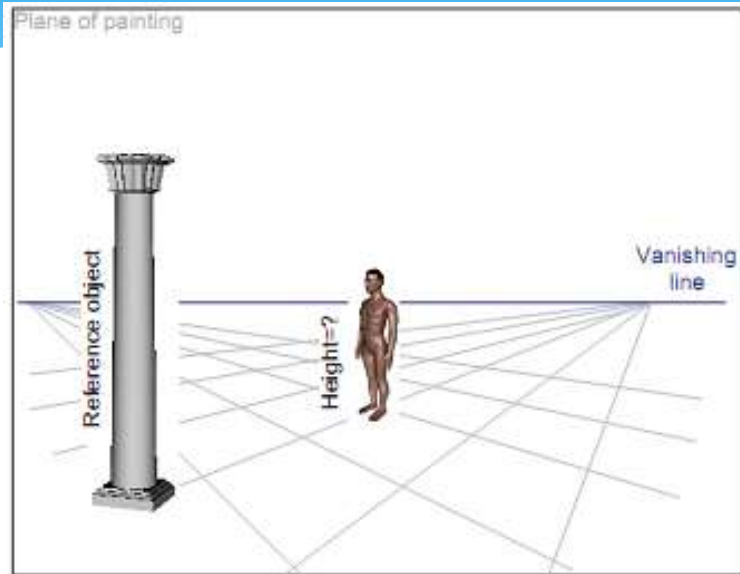 Plane of painting
Reference object
Height=?
Vanishing
line